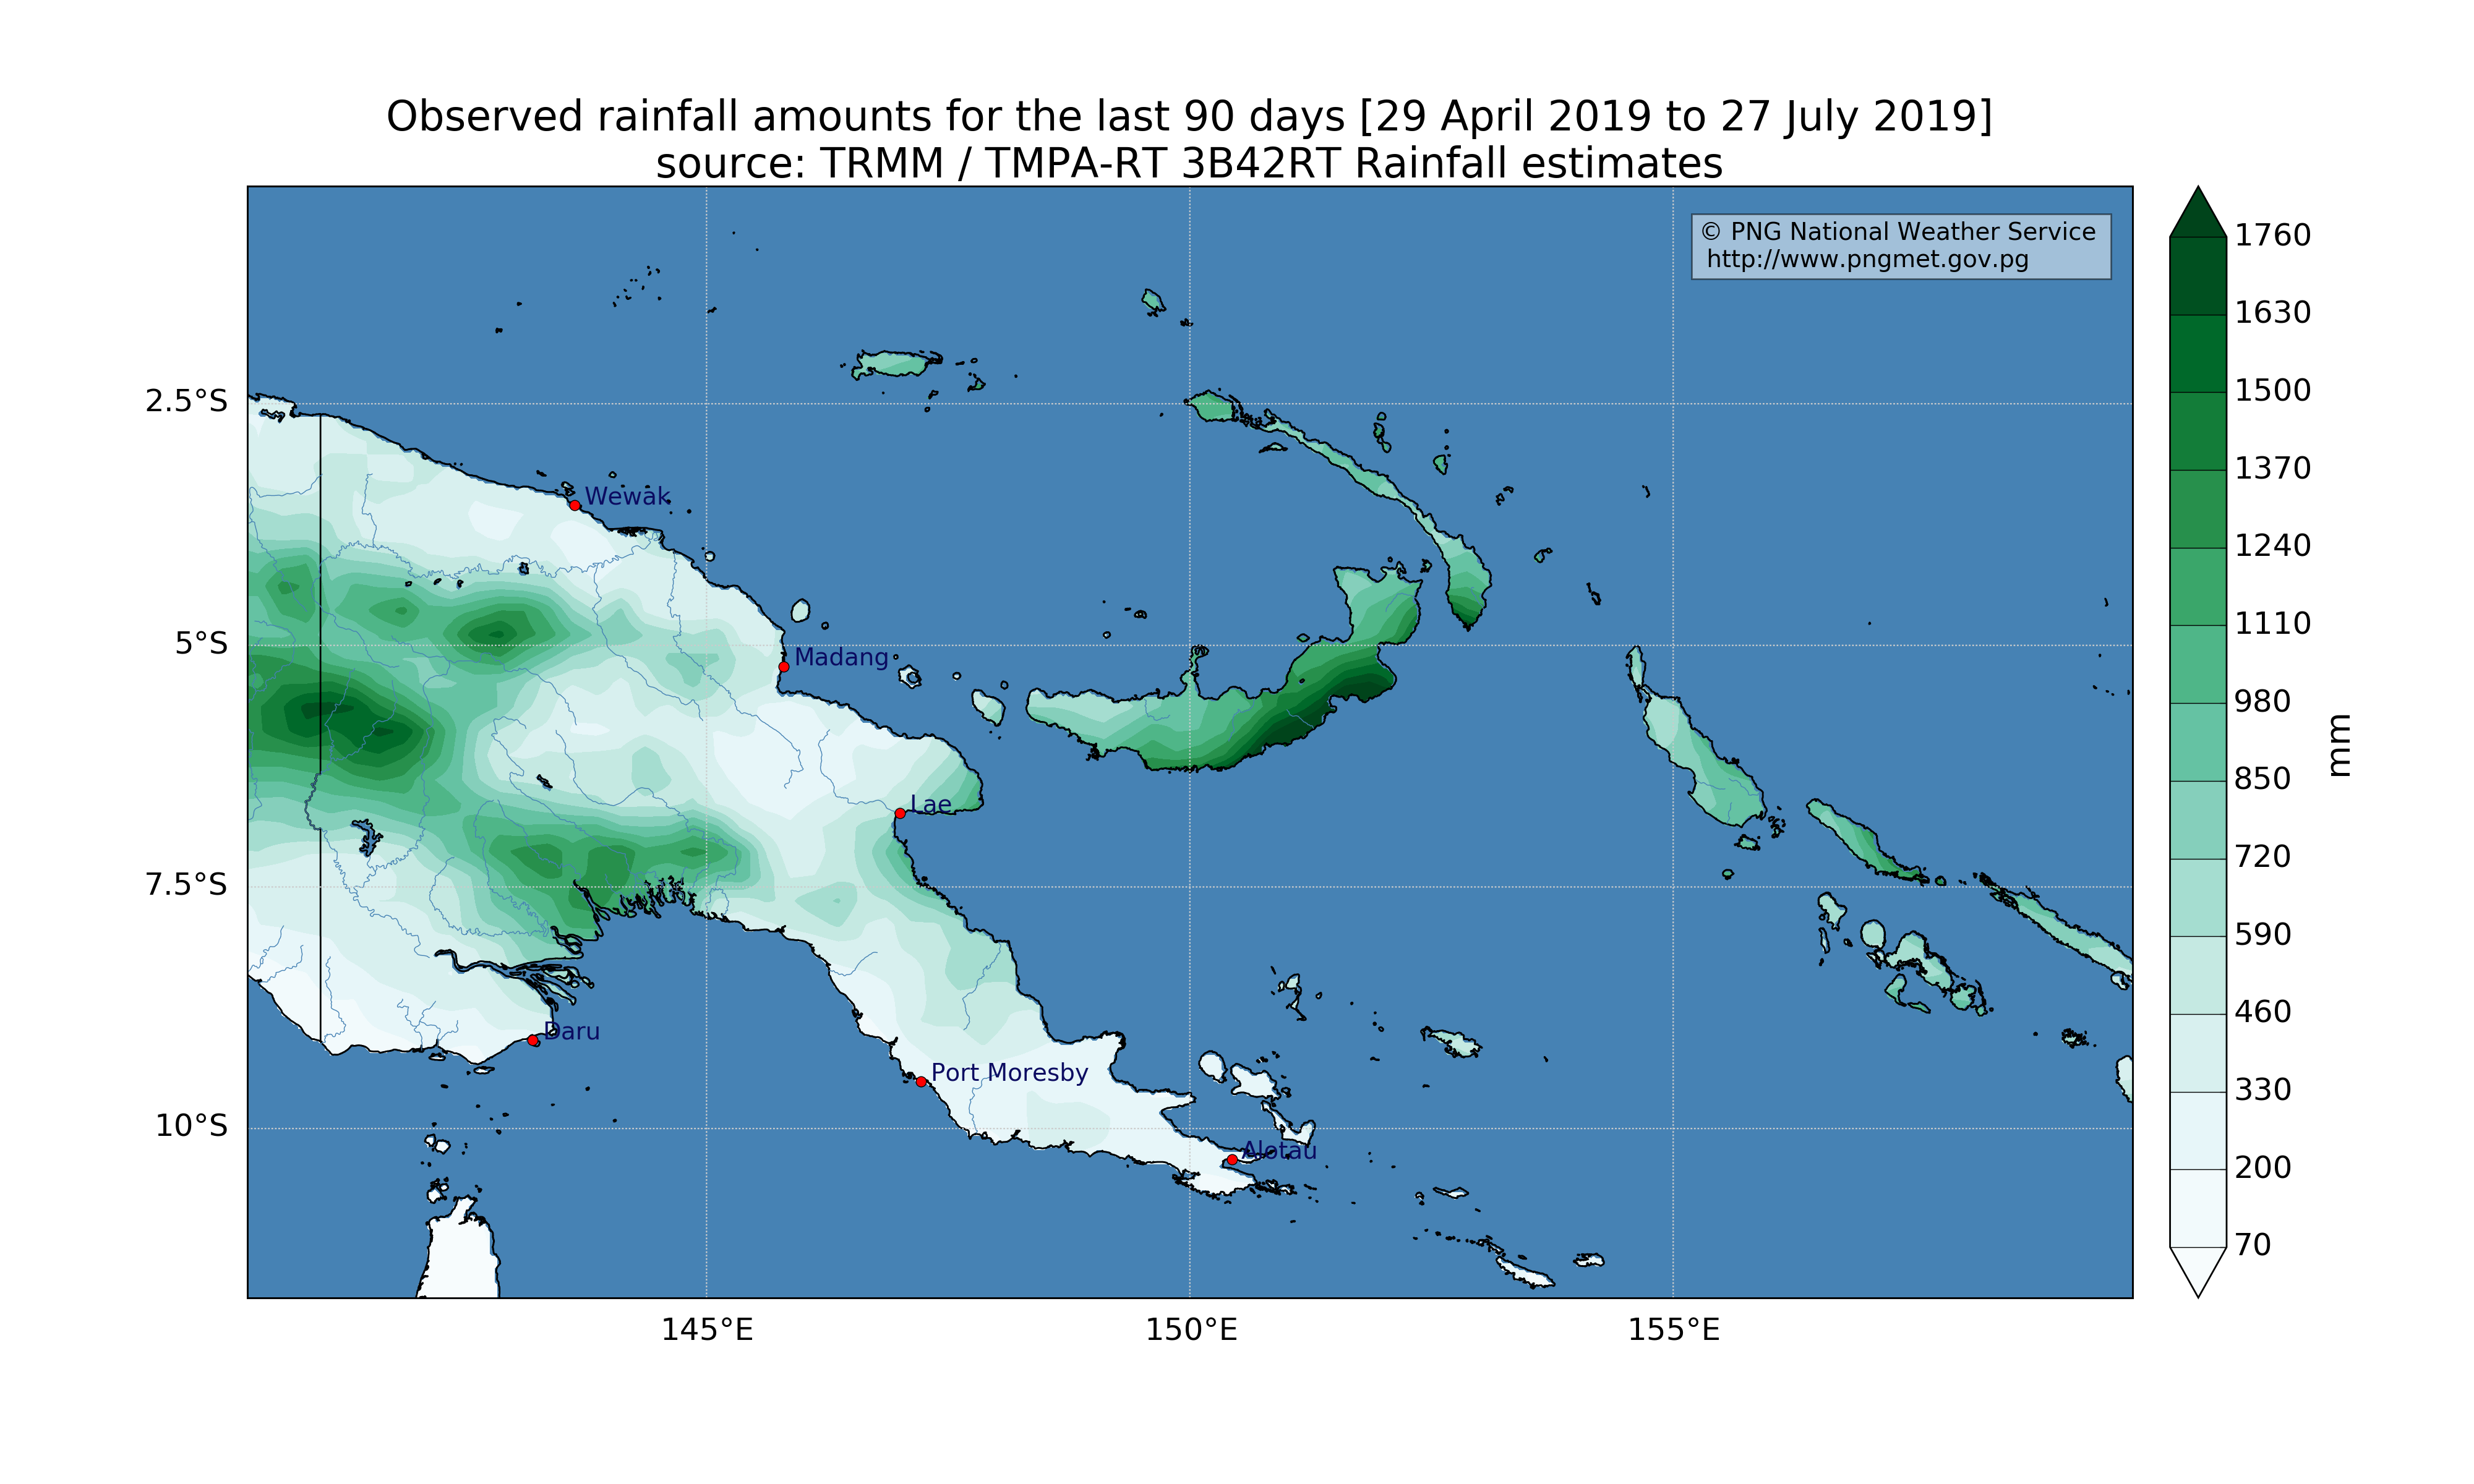 Observed rainfall amounts for the last 90 days [29 April 2019 to 27 July 2019]
source: TRMM / TMPA-RT 3B42RT Rainfall estimates
© PNG National Weather Service
http://www.pngmet.gov.pg
1760
1630
1500
1370
1240
1110
980
850
720
590
460
330
200
70
mm
2.5°S
5°S
7.5°S
10°S
Wewak
Madang
Lae
Daru
Port Moresby
Alotau
145°E
150°E
155°E